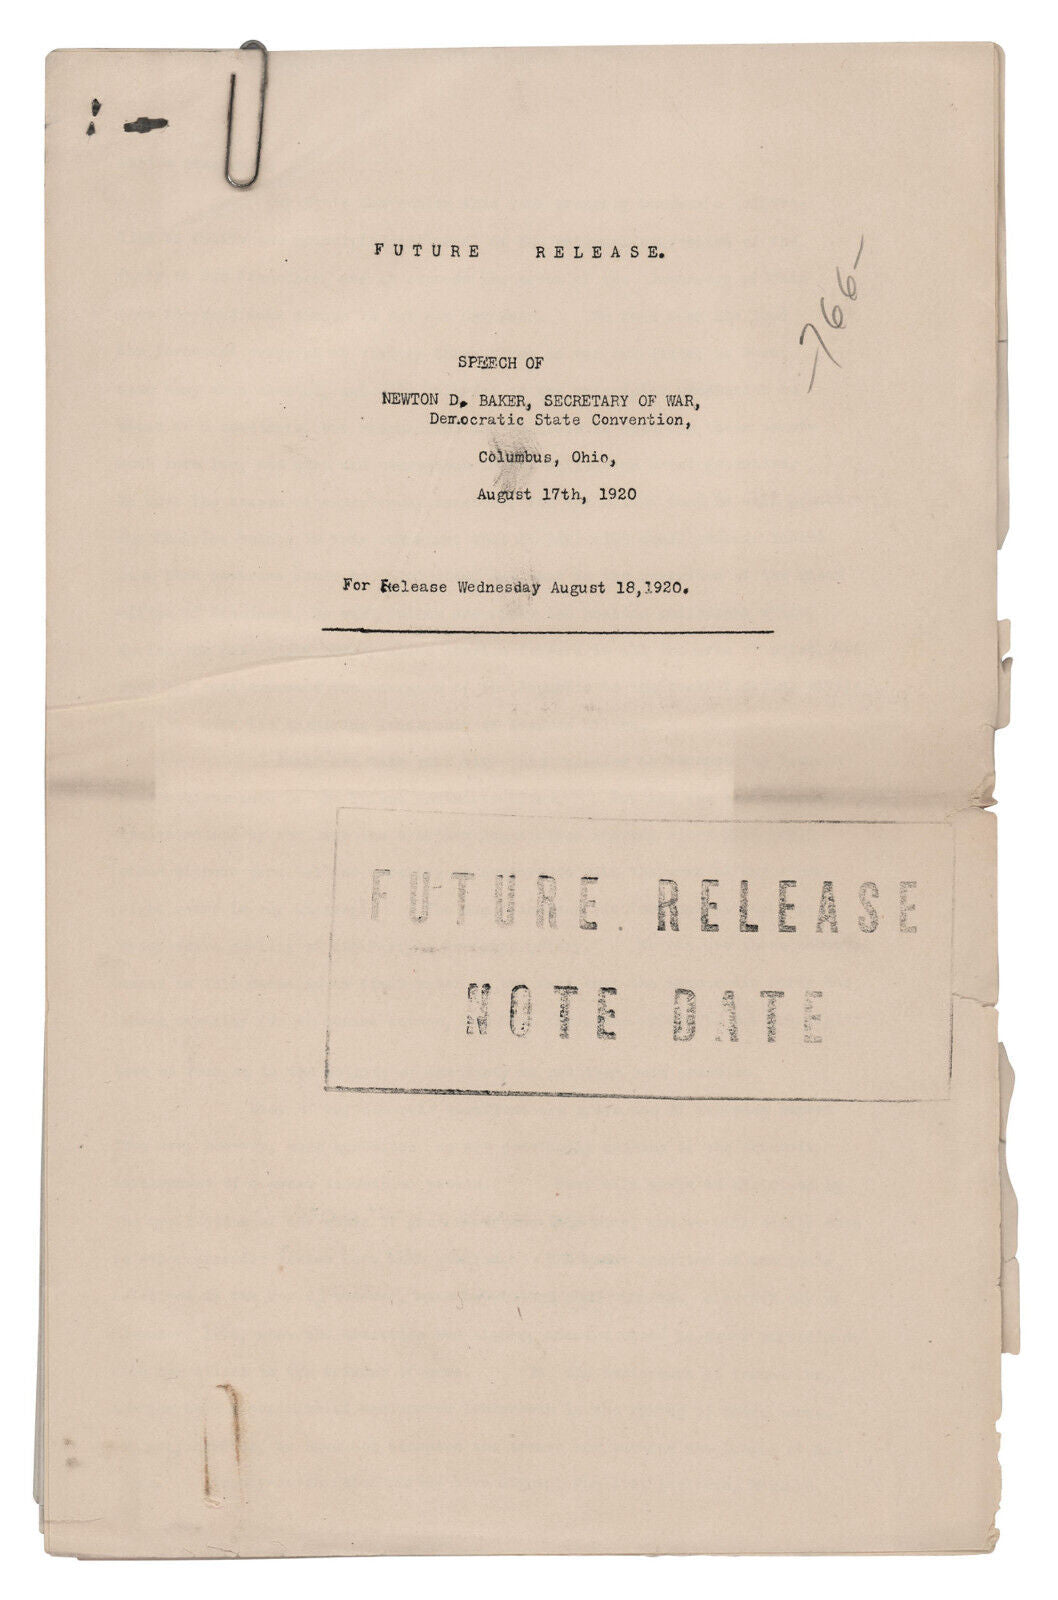 FUTURE RELEASE.
-766-
SPEECH OF
NEWTON D. BAKER, SECRETARY OF WAR,
Democratic State Convention,
Columbus, Ohio,
August 17th, 1920
For Release Wednesday August 18,1920.
FUTURE RELEASE
NOTE DATE